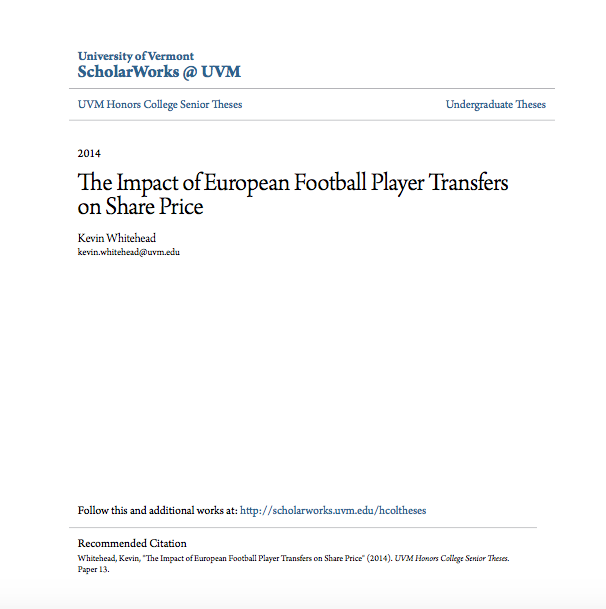 University of Vermont
ScholarWorks @ UVM
UVM Honors College Senior Theses Undergraduate Theses
2014
The Impact of European Football Player Transfers
on Share Price
Kevin Whitehead
kevin.whitehead@uvm.edu
Follow this and additional works at: http://scholarworks.uvm.edu/hcoltheses
Recommended Citation
Whitehead, Kevin, "The Impact of European Football Player Transfers on Share Price" (2014). UVM Honors College Senior Theses.
Paper 13.